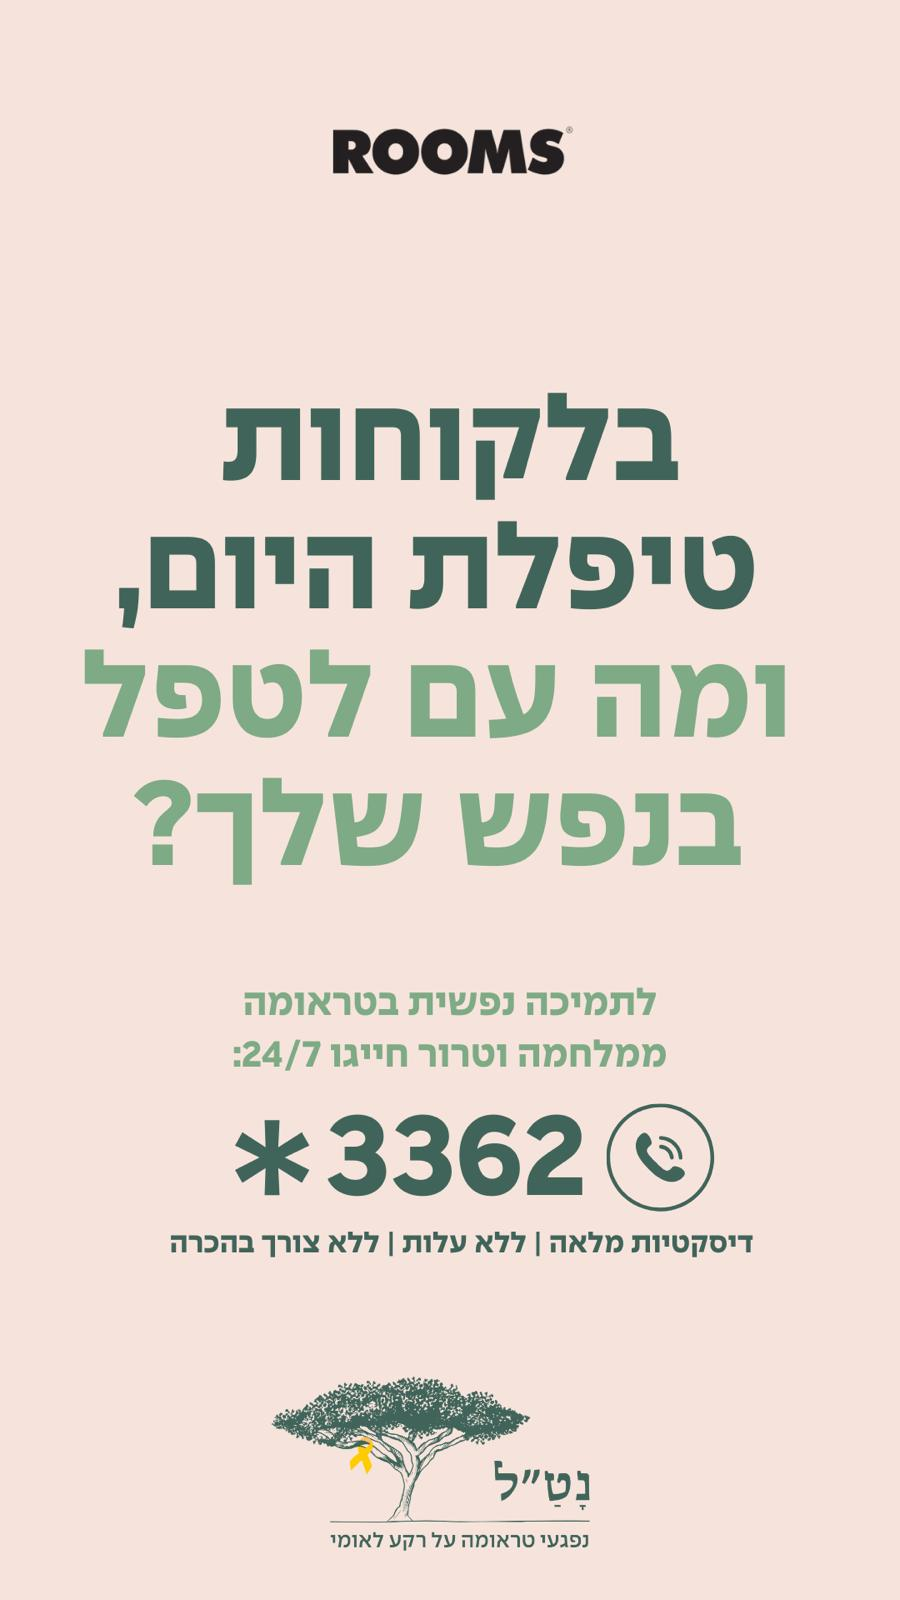 ROOMS®
בלקוחות
טיפלת היום,
ומה עם לטפל
בנפש שלך?
לתמיכה נפשית בטראומה
ממלחמה וטרור חייגו 24/7:
3362*
דיסקטיות מלאה | ללא עלות | ללא צורך בהכרה
נָטַ״ל
נפגעי טראומה על רקע לאומי